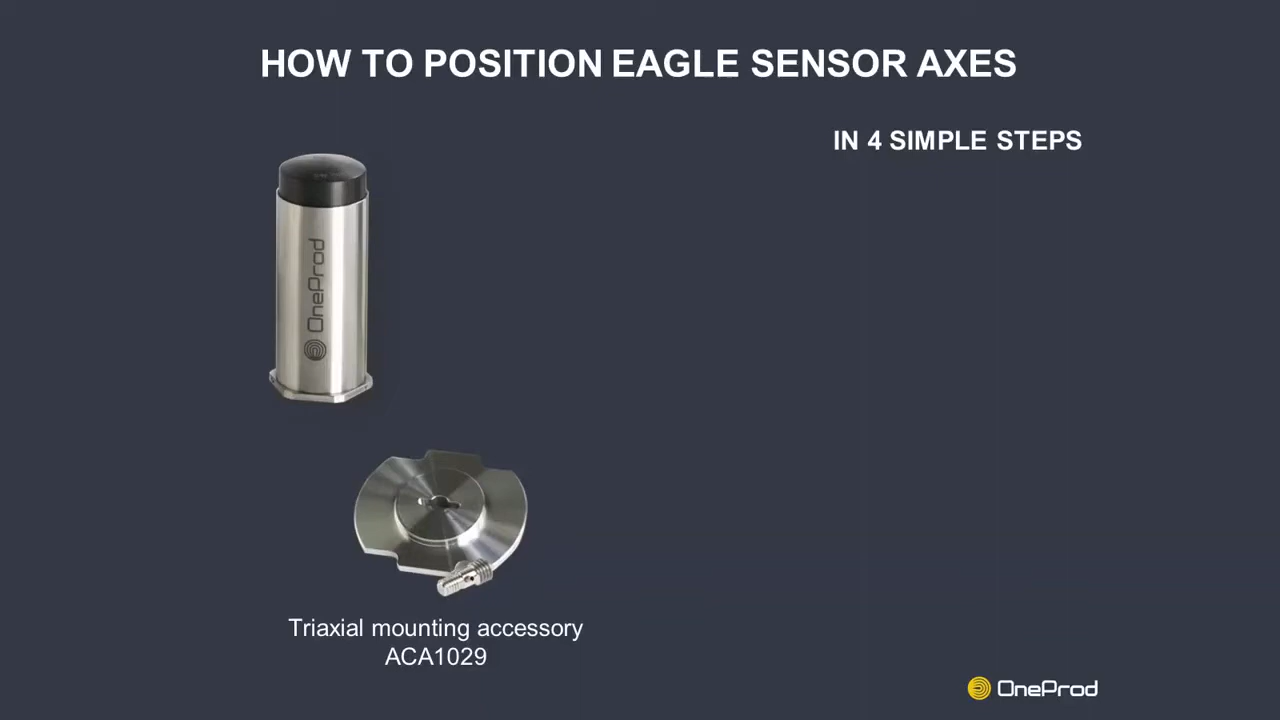 HOW TO POSITION EAGLE SENSOR AXES
IN 4 SIMPLE STEPS
OneProd
Triaxial mounting accessory
ACA1029
OneProd